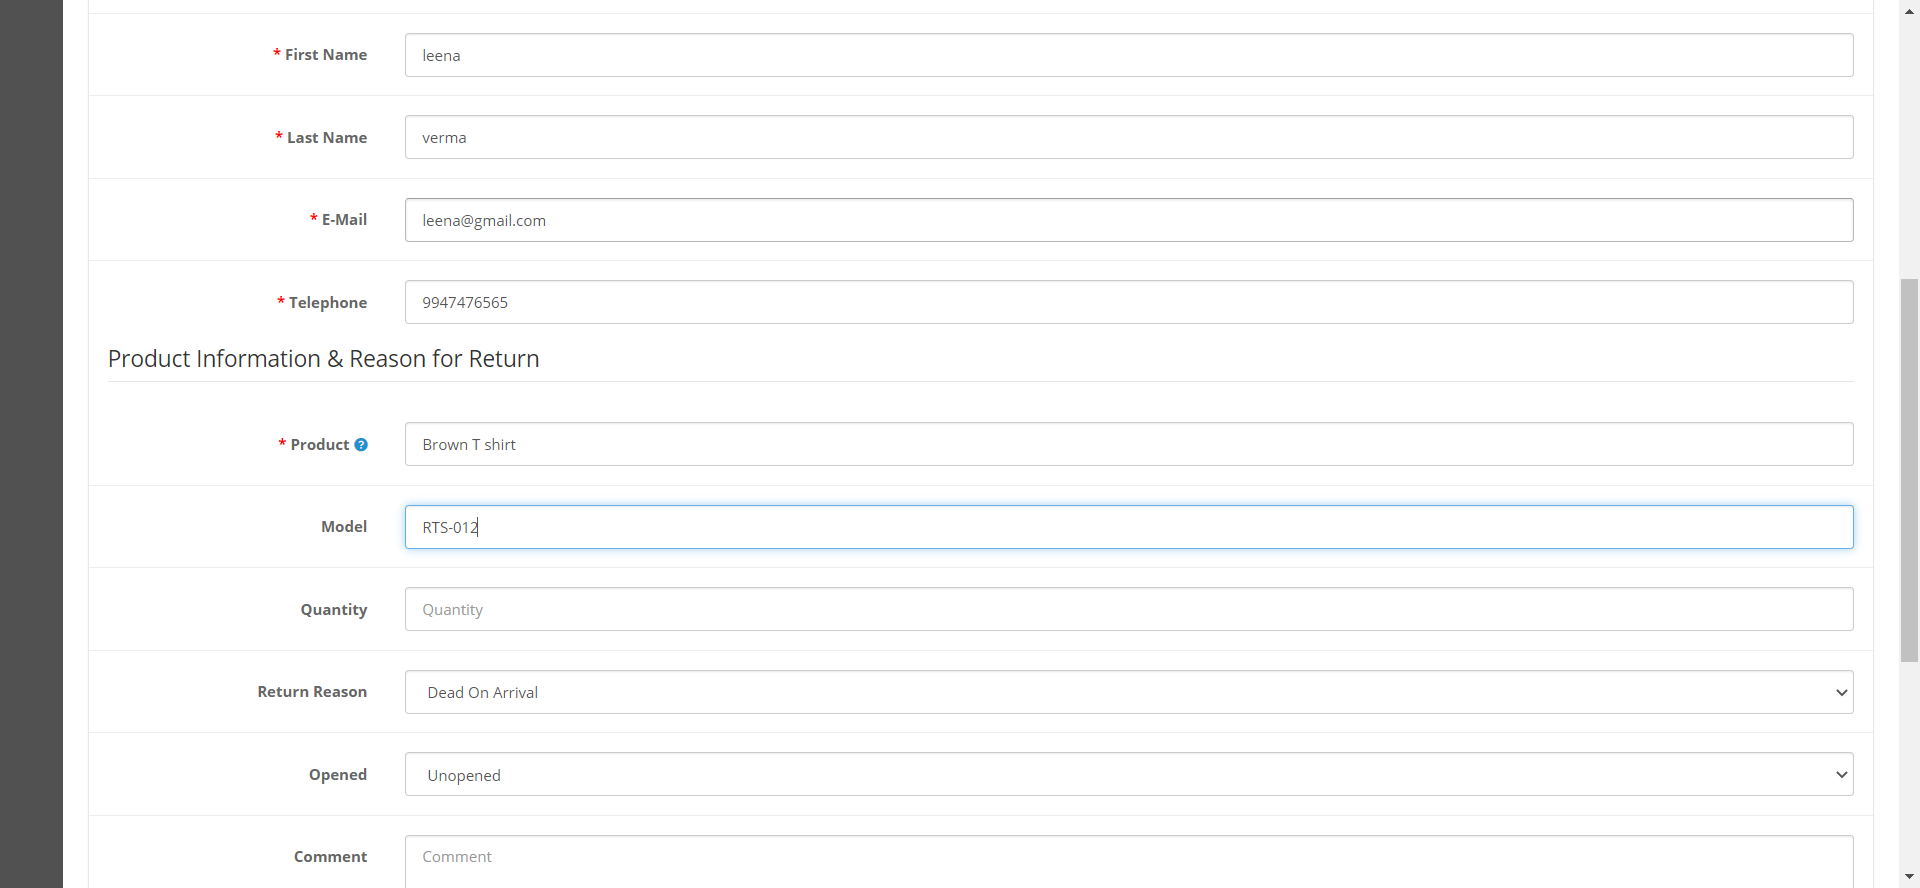 * First Name
leena
* Last Name
verma
* E-Mail
leena@gmail.com
* Telephone
9947476565
Product Information & Reason for Return
* Product ?
Brown T shirt
Model
RTS-012
Quantity
Quantity
Return Reason
Dead On Arrival
Opened
Unopened
Comment
Comment